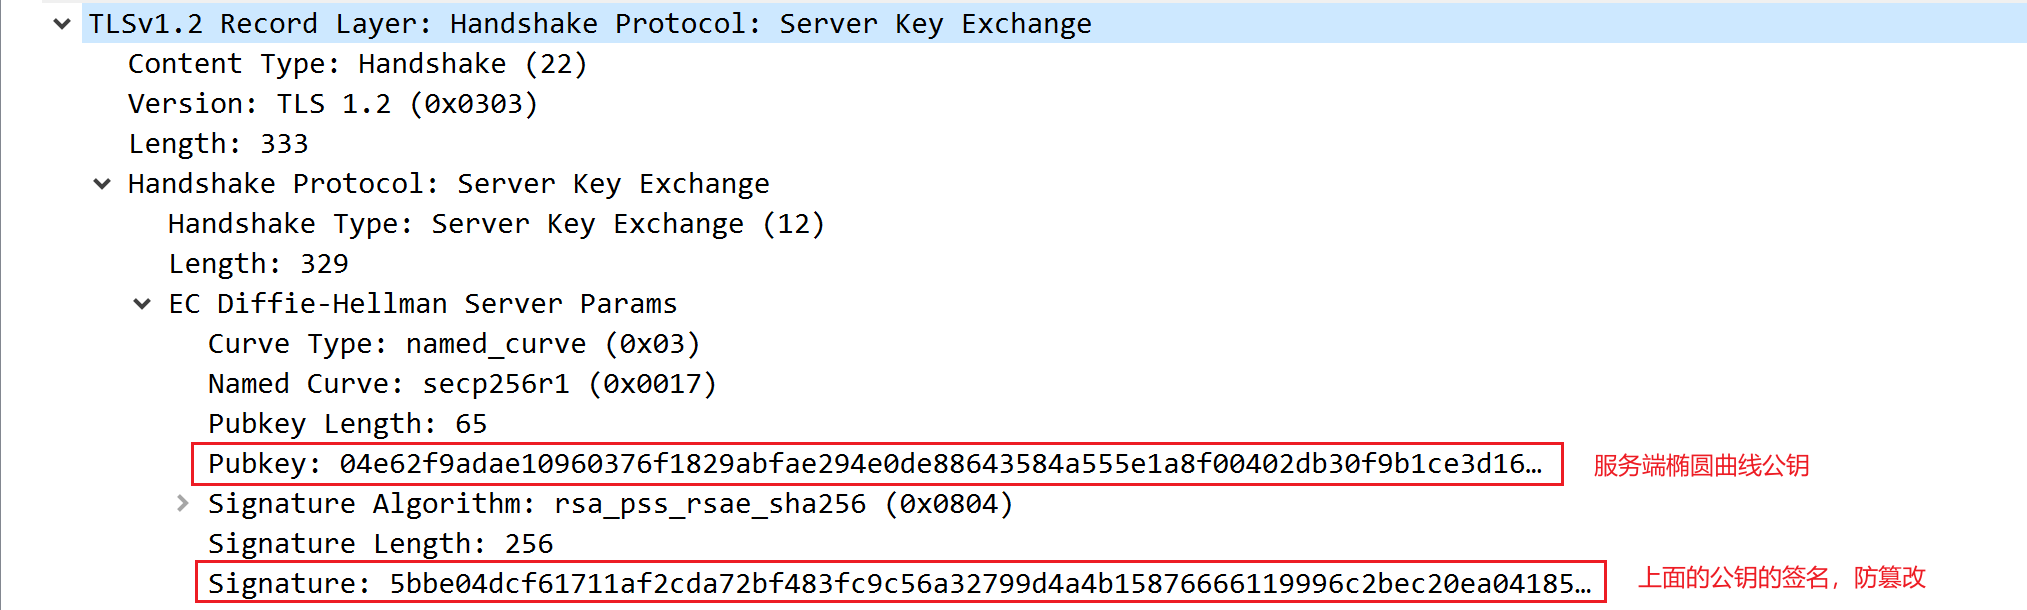 TLSv1.2 Record Layer: Handshake Protocol: Server Key Exchange
Content Type: Handshake (22)
Version: TLS 1.2 (0x0303)
Length: 333
Handshake Protocol: Server Key Exchange
Handshake Type: Server Key Exchange (12)
Length: 329
EC Diffie-Hellman Server Params
Curve Type: named_curve (0x03)
Named Curve: secp256r1 (0x0017)
Pubkey Length: 65
Pubkey: 04e62f9adae10960376f1829abfae294e0de88643584a555e1a8f00402db30f9b1ce3d16… 服务端椭圆曲线公钥
Signature Algorithm: rsa_pss_rsae_sha256 (0x0804)
Signature Length: 256
Signature: 5bbe04dcf61711af2cda72bf483fc9c56a32799d4a4b15876666119996c2bec20ea04185… 上面的公钥的签名，防篡改